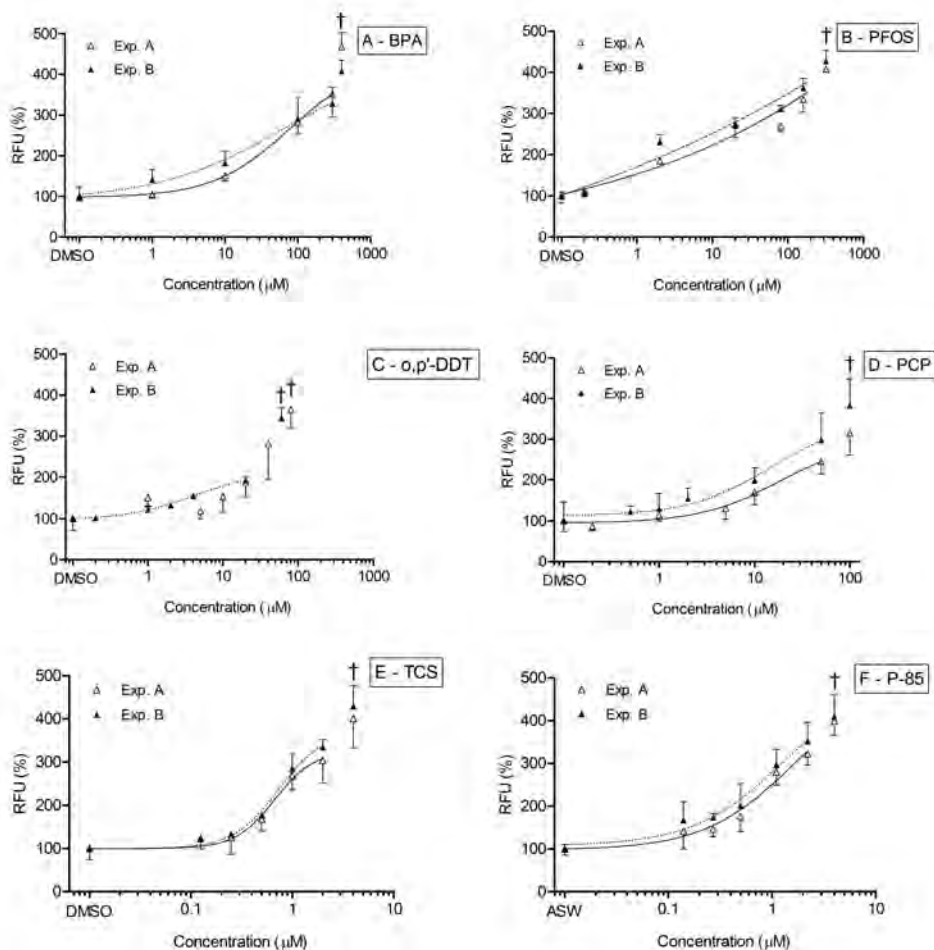 †
500
400
300
200
100
0
Exp. A
Exp. B
A - BPA
RFU (%)
DMSO
1
10
100
1000
Concentration (μM)
†
500
400
300
200
100
0
Exp. A
Exp. B
B - PFOS
RFU (%)
DMSO
1
10
100
1000
Concentration (μM)
† †
500
400
300
200
100
0
Exp. A
Exp. B
C - o,p'-DDT
RFU (%)
DMSO
1
10
100
1000
Concentration (μM)
†
500
400
300
200
100
0
Exp. A
Exp. B
D - PCP
RFU (%)
DMSO
1
10
100
Concentration (μM)
†
500
400
300
200
100
0
Exp. A
Exp. B
E - TCS
RFU (%)
DMSO
0.1
1
10
Concentration (μM)
†
500
400
300
200
100
0
Exp. A
Exp. B
F - P-85
RFU (%)
ASW
0.1
1
10
Concentration (μM)